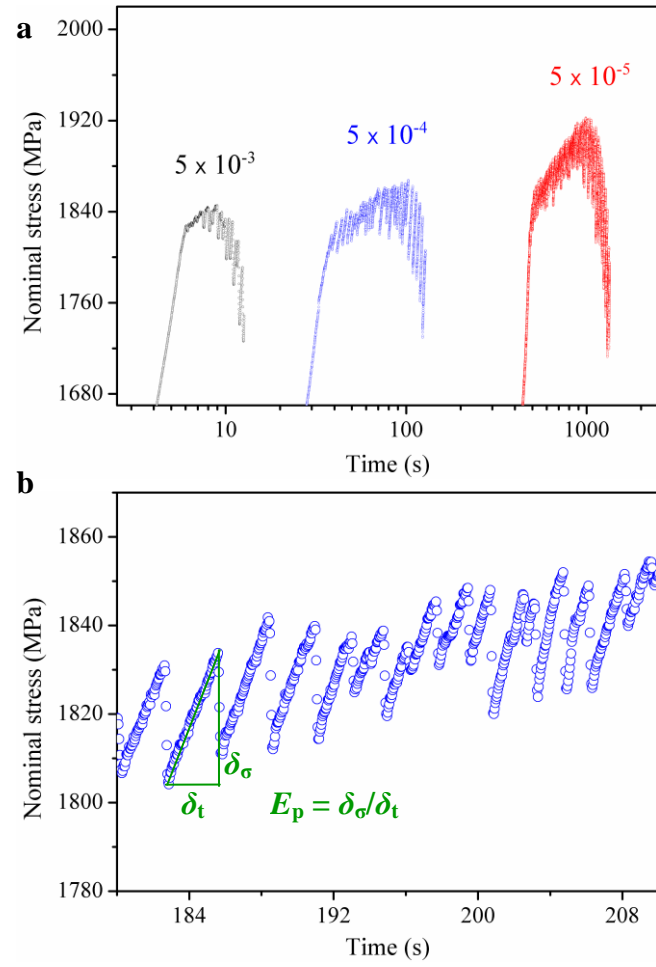 a
2000
1920
1840
1760
1680
Nominal stress (MPa)
5 x 10⁻³
5 x 10⁻⁴
5 x 10⁻⁵
10
100
1000
Time (s)
b
1860
1840
1820
1800
1780
Nominal stress (MPa)
δσ
δt
Ep = δσ/δt
184
192
200
208
Time (s)